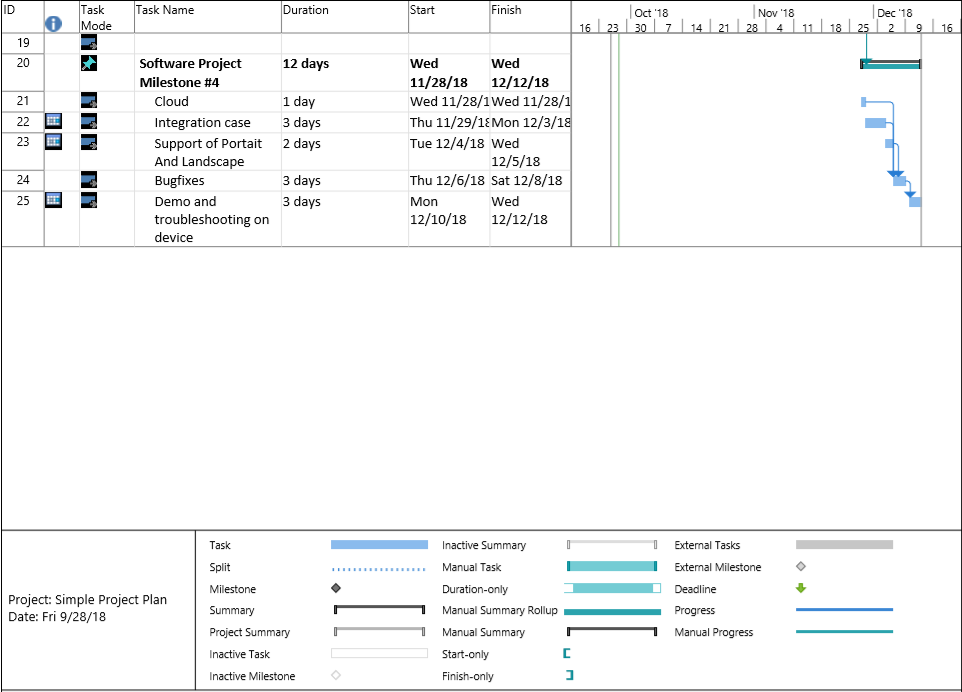 ID Task Mode Task Name Duration Start Finish Oct '18 Nov '18 Dec '18
16 23 30 7 14 21 28 4 11 18 25 2 9 16
19
20 Software Project Milestone #4 12 days Wed 11/28/18 Wed 12/12/18
21 Cloud 1 day Wed 11/28/1 Wed 11/28/1
22 Integration case 3 days Thu 11/29/18 Mon 12/3/18
23 Support of Portait And Landscape 2 days Tue 12/4/18 Wed 12/5/18
24 Bugfixes 3 days Thu 12/6/18 Sat 12/8/18
25 Demo and troubleshooting on device 3 days Mon 12/10/18 Wed 12/12/18
Project: Simple Project Plan
Date: Fri 9/28/18
Task Inactive Summary External Tasks
Split Manual Task External Milestone
Milestone Duration-only Deadline
Summary Manual Summary Rollup Progress
Project Summary Manual Summary Manual Progress
Inactive Task Start-only
Inactive Milestone Finish-only